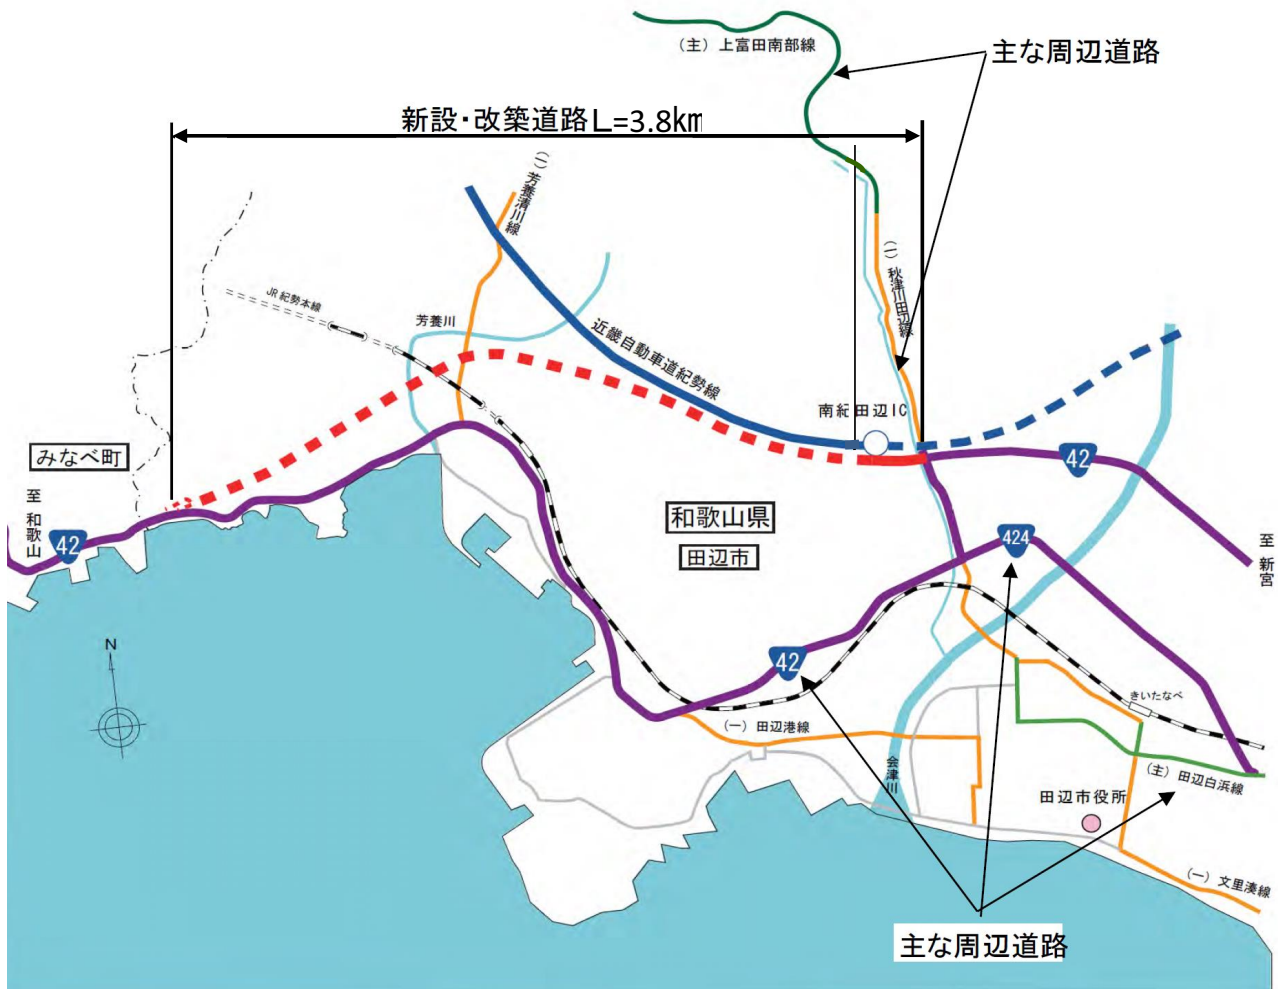 (主)上富田南部線
主な周辺道路
新設・改築道路L=3.8km
(一)芳養清川線
(一)秋津川田辺線
JR紀勢本線
芳養川
近畿自動車道紀勢線
南紀田辺IC
みなべ町
至 和歌山
42
42
和歌山県
田辺市
424
至 新宮
N
42
きいたなべ
(一)田辺港線
会津川
(主)田辺白浜線
田辺市役所
(一)文里湊線
主な周辺道路